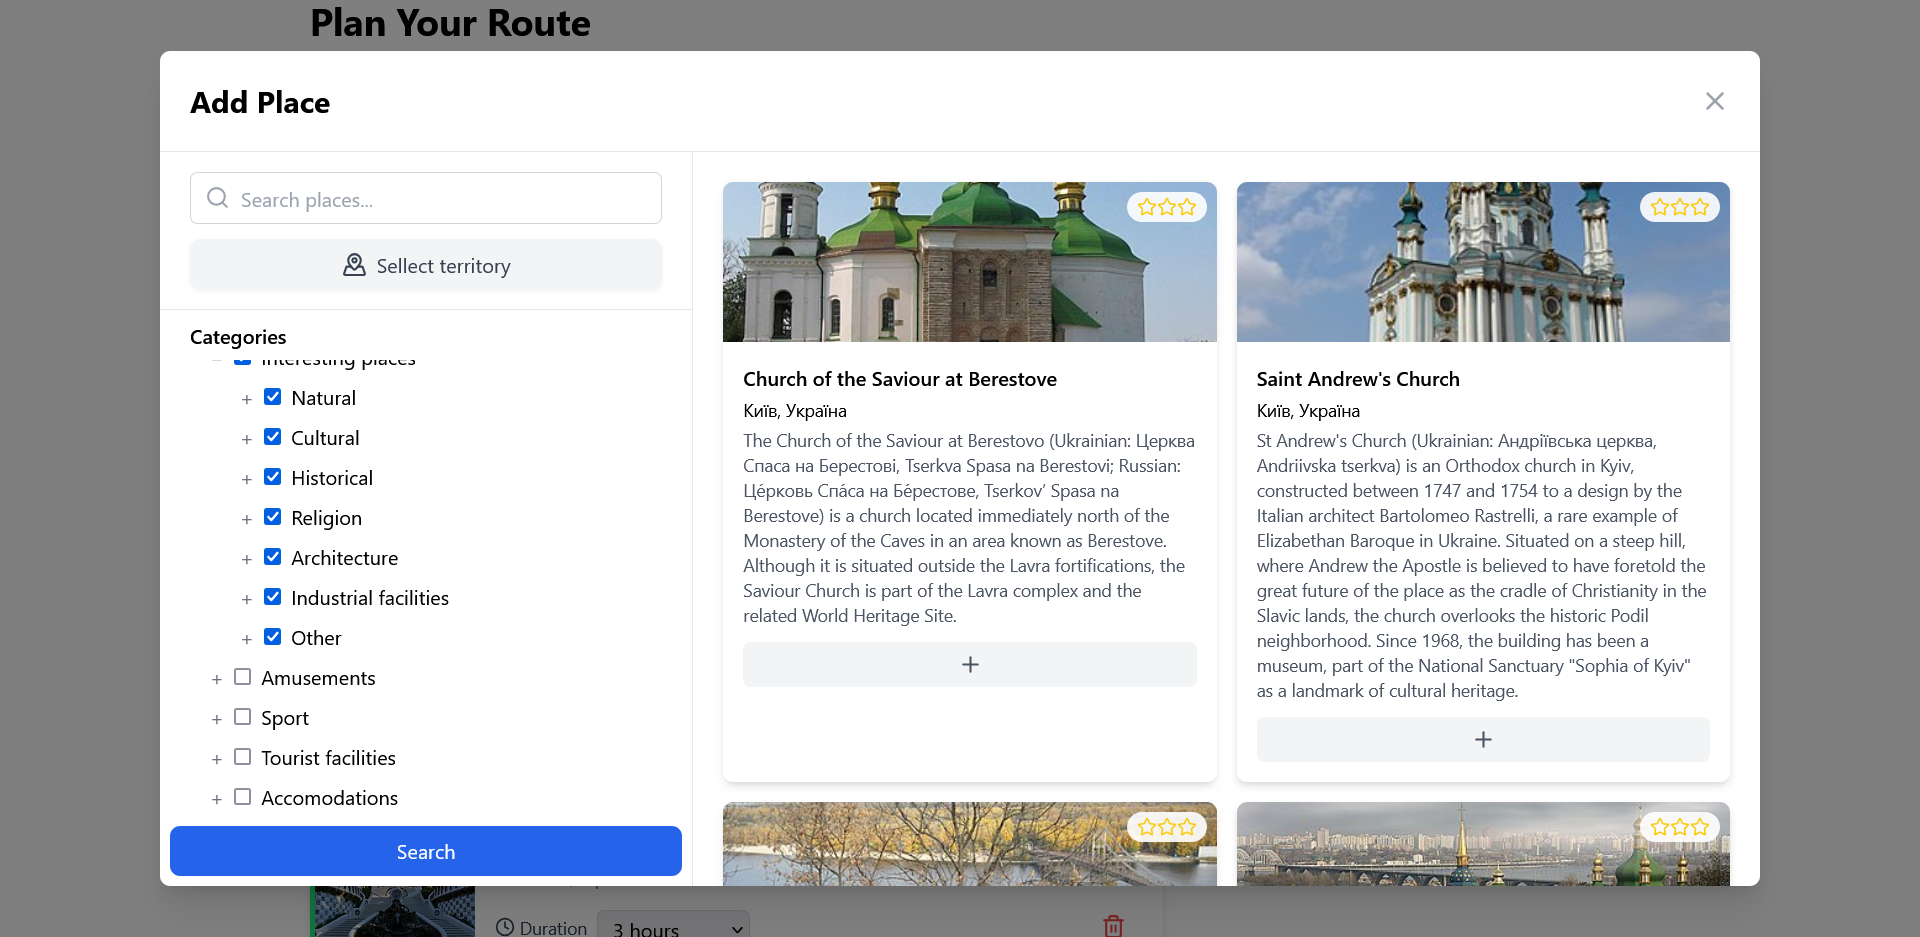 Plan Your Route
Add Place
Search places...
Sellect territory
Categories
Interesting places
+ Natural
+ Cultural
+ Historical
+ Religion
+ Architecture
+ Industrial facilities
+ Other
+ Amusements
+ Sport
+ Tourist facilities
+ Accomodations
Search
Church of the Saviour at Berestove
Київ, Україна
The Church of the Saviour at Berestovo (Ukrainian: Церква
Спаса на Берестові, Tserkva Spasa na Berestovi; Russian:
Це́рковь Спа́са на Бе́рестове, Tserkov’ Spasa na
Berestove) is a church located immediately north of the
Monastery of the Caves in an area known as Berestove.
Although it is situated outside the Lavra fortifications, the
Saviour Church is part of the Lavra complex and the
related World Heritage Site.
+
Saint Andrew's Church
Київ, Україна
St Andrew's Church (Ukrainian: Андріївська церква,
Andriivska tserkva) is an Orthodox church in Kyiv,
constructed between 1747 and 1754 to a design by the
Italian architect Bartolomeo Rastrelli, a rare example of
Elizabethan Baroque in Ukraine. Situated on a steep hill,
where Andrew the Apostle is believed to have foretold the
great future of the place as the cradle of Christianity in the
Slavic lands, the church overlooks the historic Podil
neighborhood. Since 1968, the building has been a
museum, part of the National Sanctuary "Sophia of Kyiv"
as a landmark of cultural heritage.
+
Duration
3 hours